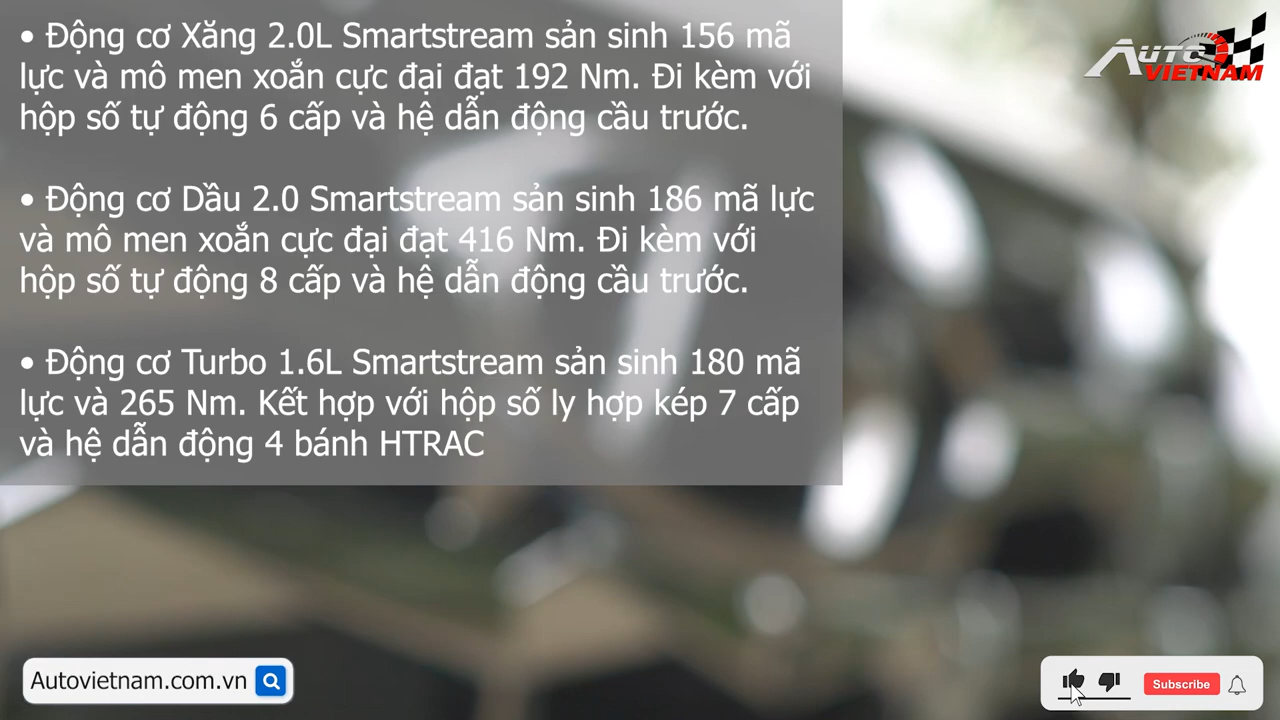 • Động cơ Xăng 2.0L Smartstream sản sinh 156 mã
lực và mô men xoắn cực đại đạt 192 Nm. Đi kèm với
hộp số tự động 6 cấp và hệ dẫn động cầu trước.
• Động cơ Dầu 2.0 Smartstream sản sinh 186 mã lực
và mô men xoắn cực đại đạt 416 Nm. Đi kèm với
hộp số tự động 8 cấp và hệ dẫn động cầu trước.
• Động cơ Turbo 1.6L Smartstream sản sinh 180 mã
lực và 265 Nm. Kết hợp với hộp số ly hợp kép 7 cấp
và hệ dẫn động 4 bánh HTRAC
AUTO
VIETNAM
Autovietnam.com.vn
Subscribe